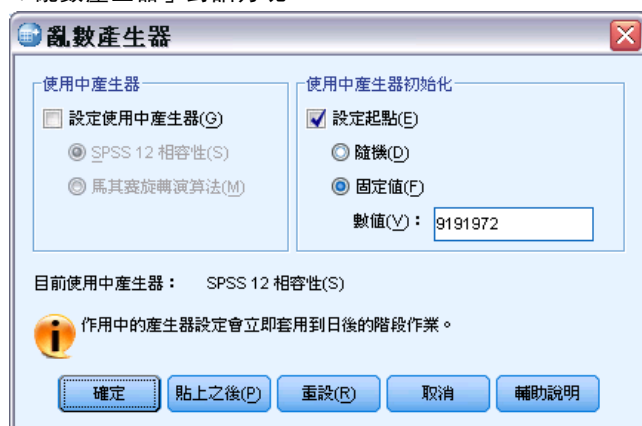 亂數產生器
使用中產生器
設定使用中產生器(G)
SPSS 12 相容性(S)
馬其賽旋轉演算法(M)
使用中產生器初始化
設定起點(E)
隨機(D)
固定值(F)
數值(V)： 9191972
目前使用中產生器： SPSS 12 相容性(S)
作用中的產生器設定會立即套用到日後的階段作業。
確定 貼上之後(P) 重設(R) 取消 輔助說明